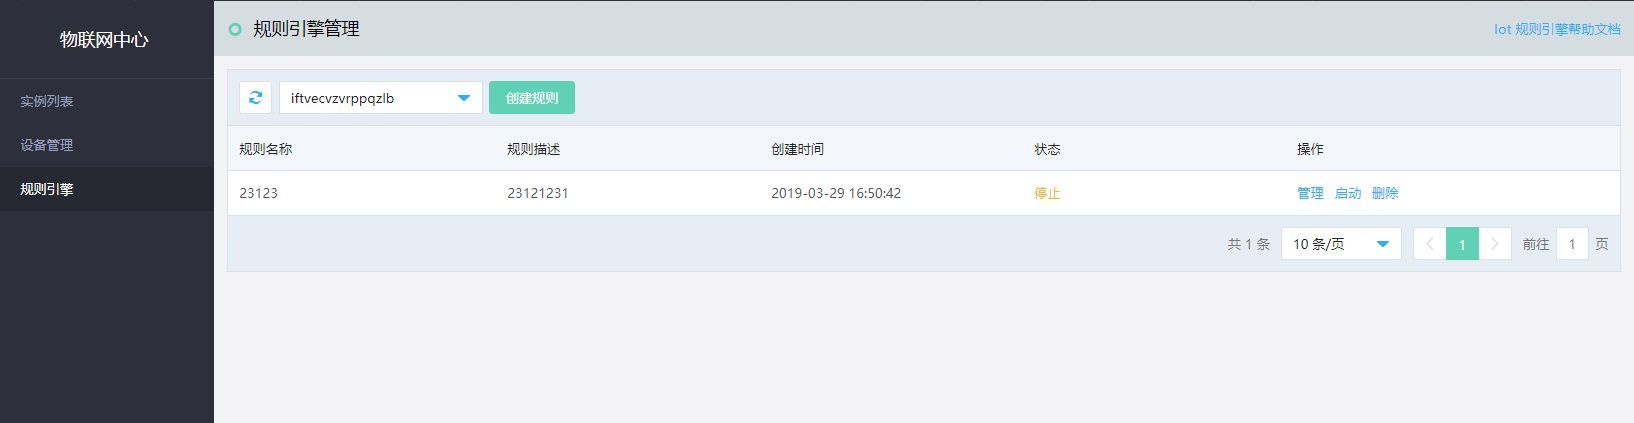 物联网中心
实例列表
设备管理
规则引擎
规则引擎管理
Iot 规则引擎帮助文档
iftvecvzvrppqzlb 创建规则
规则名称 规则描述 创建时间 状态 操作
23123 23121231 2019-03-29 16:50:42 停止 管理 启动 删除
共 1 条 10 条/页 1 前往 1 页